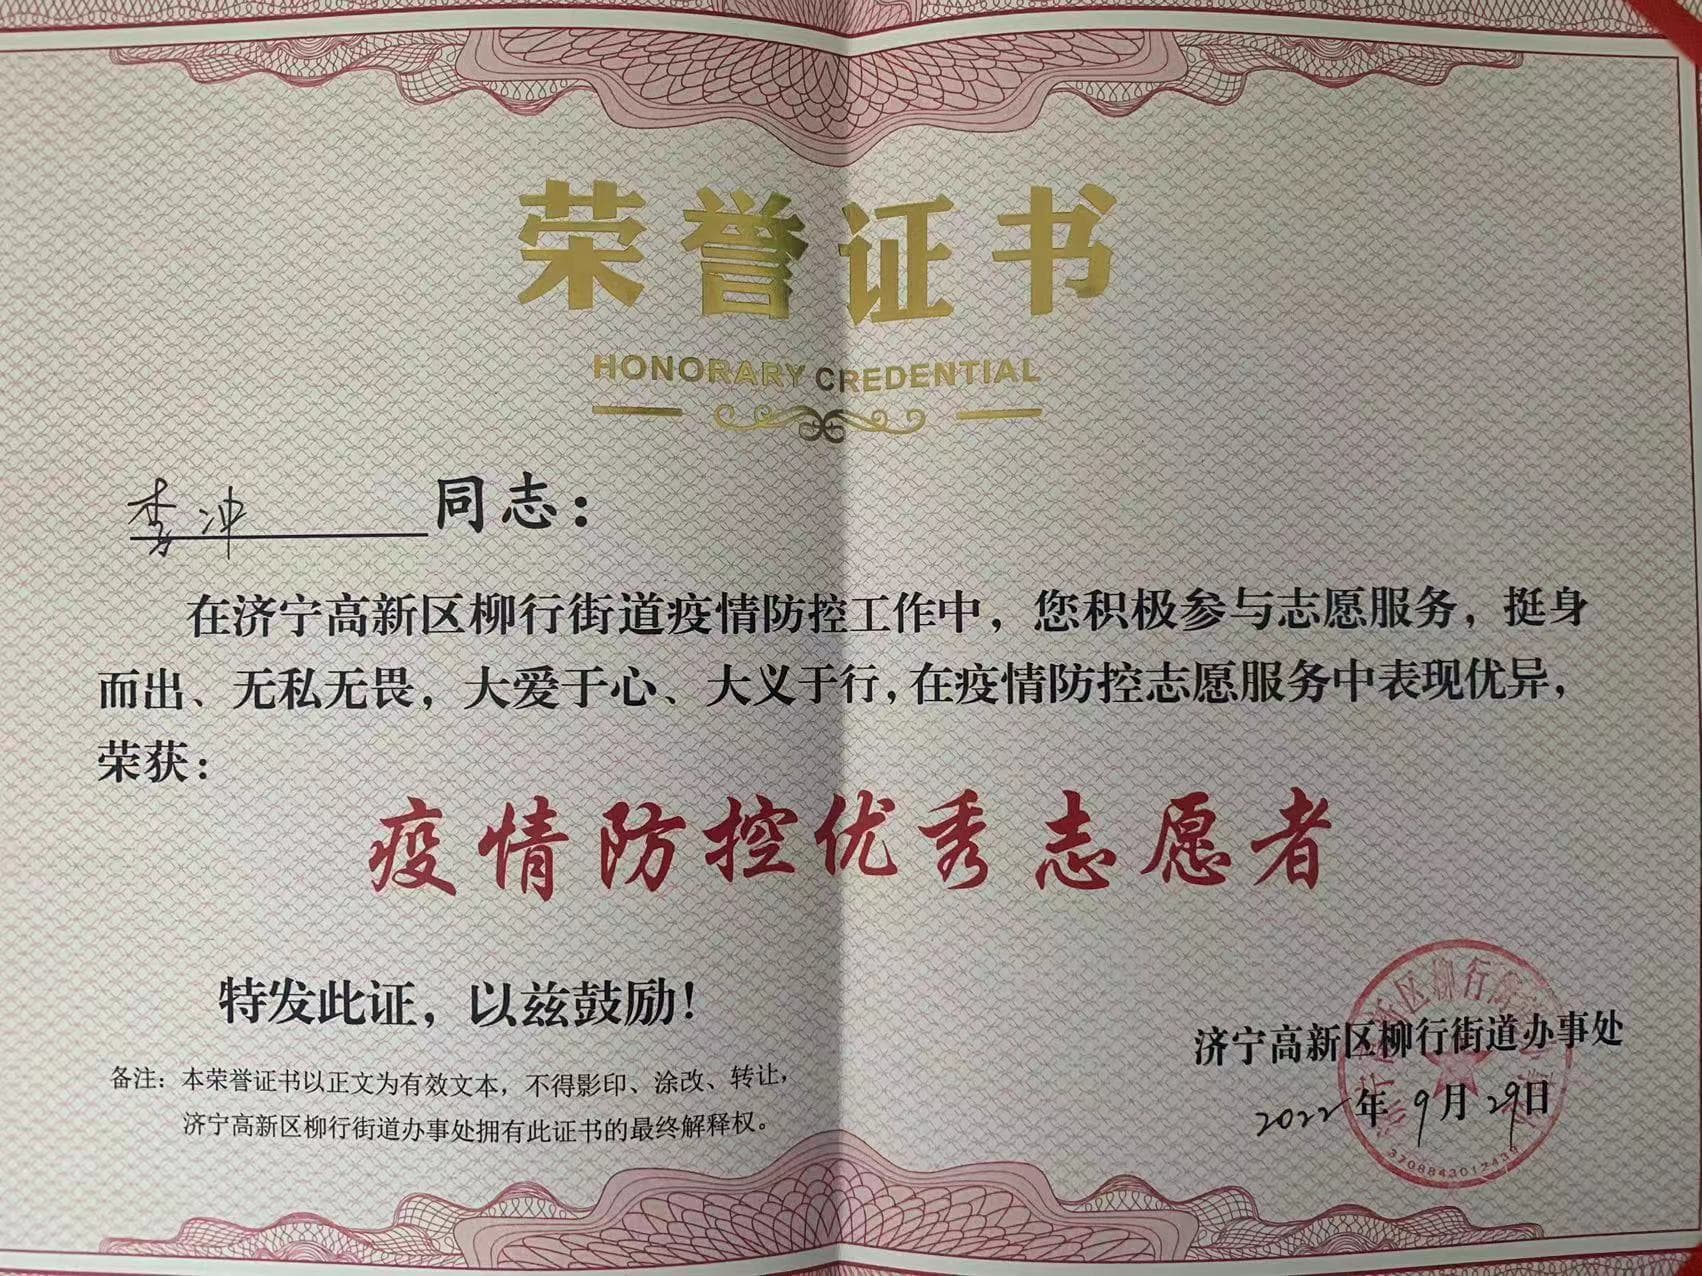 荣誉证书
HONORARY CREDENTIAL
李冲 同志：
在济宁高新区柳行街道疫情防控工作中，您积极参与志愿服务，挺身
而出、无私无畏，大爱于心、大义于行，在疫情防控志愿服务中表现优异，
荣获：
疫情防控优秀志愿者
特发此证，以兹鼓励！
备注：本荣誉证书以正文为有效文本，不得影印、涂改、转让，
济宁高新区柳行街道办事处拥有此证书的最终解释权。
济宁高新区柳行街道办事处
2022年9月29日